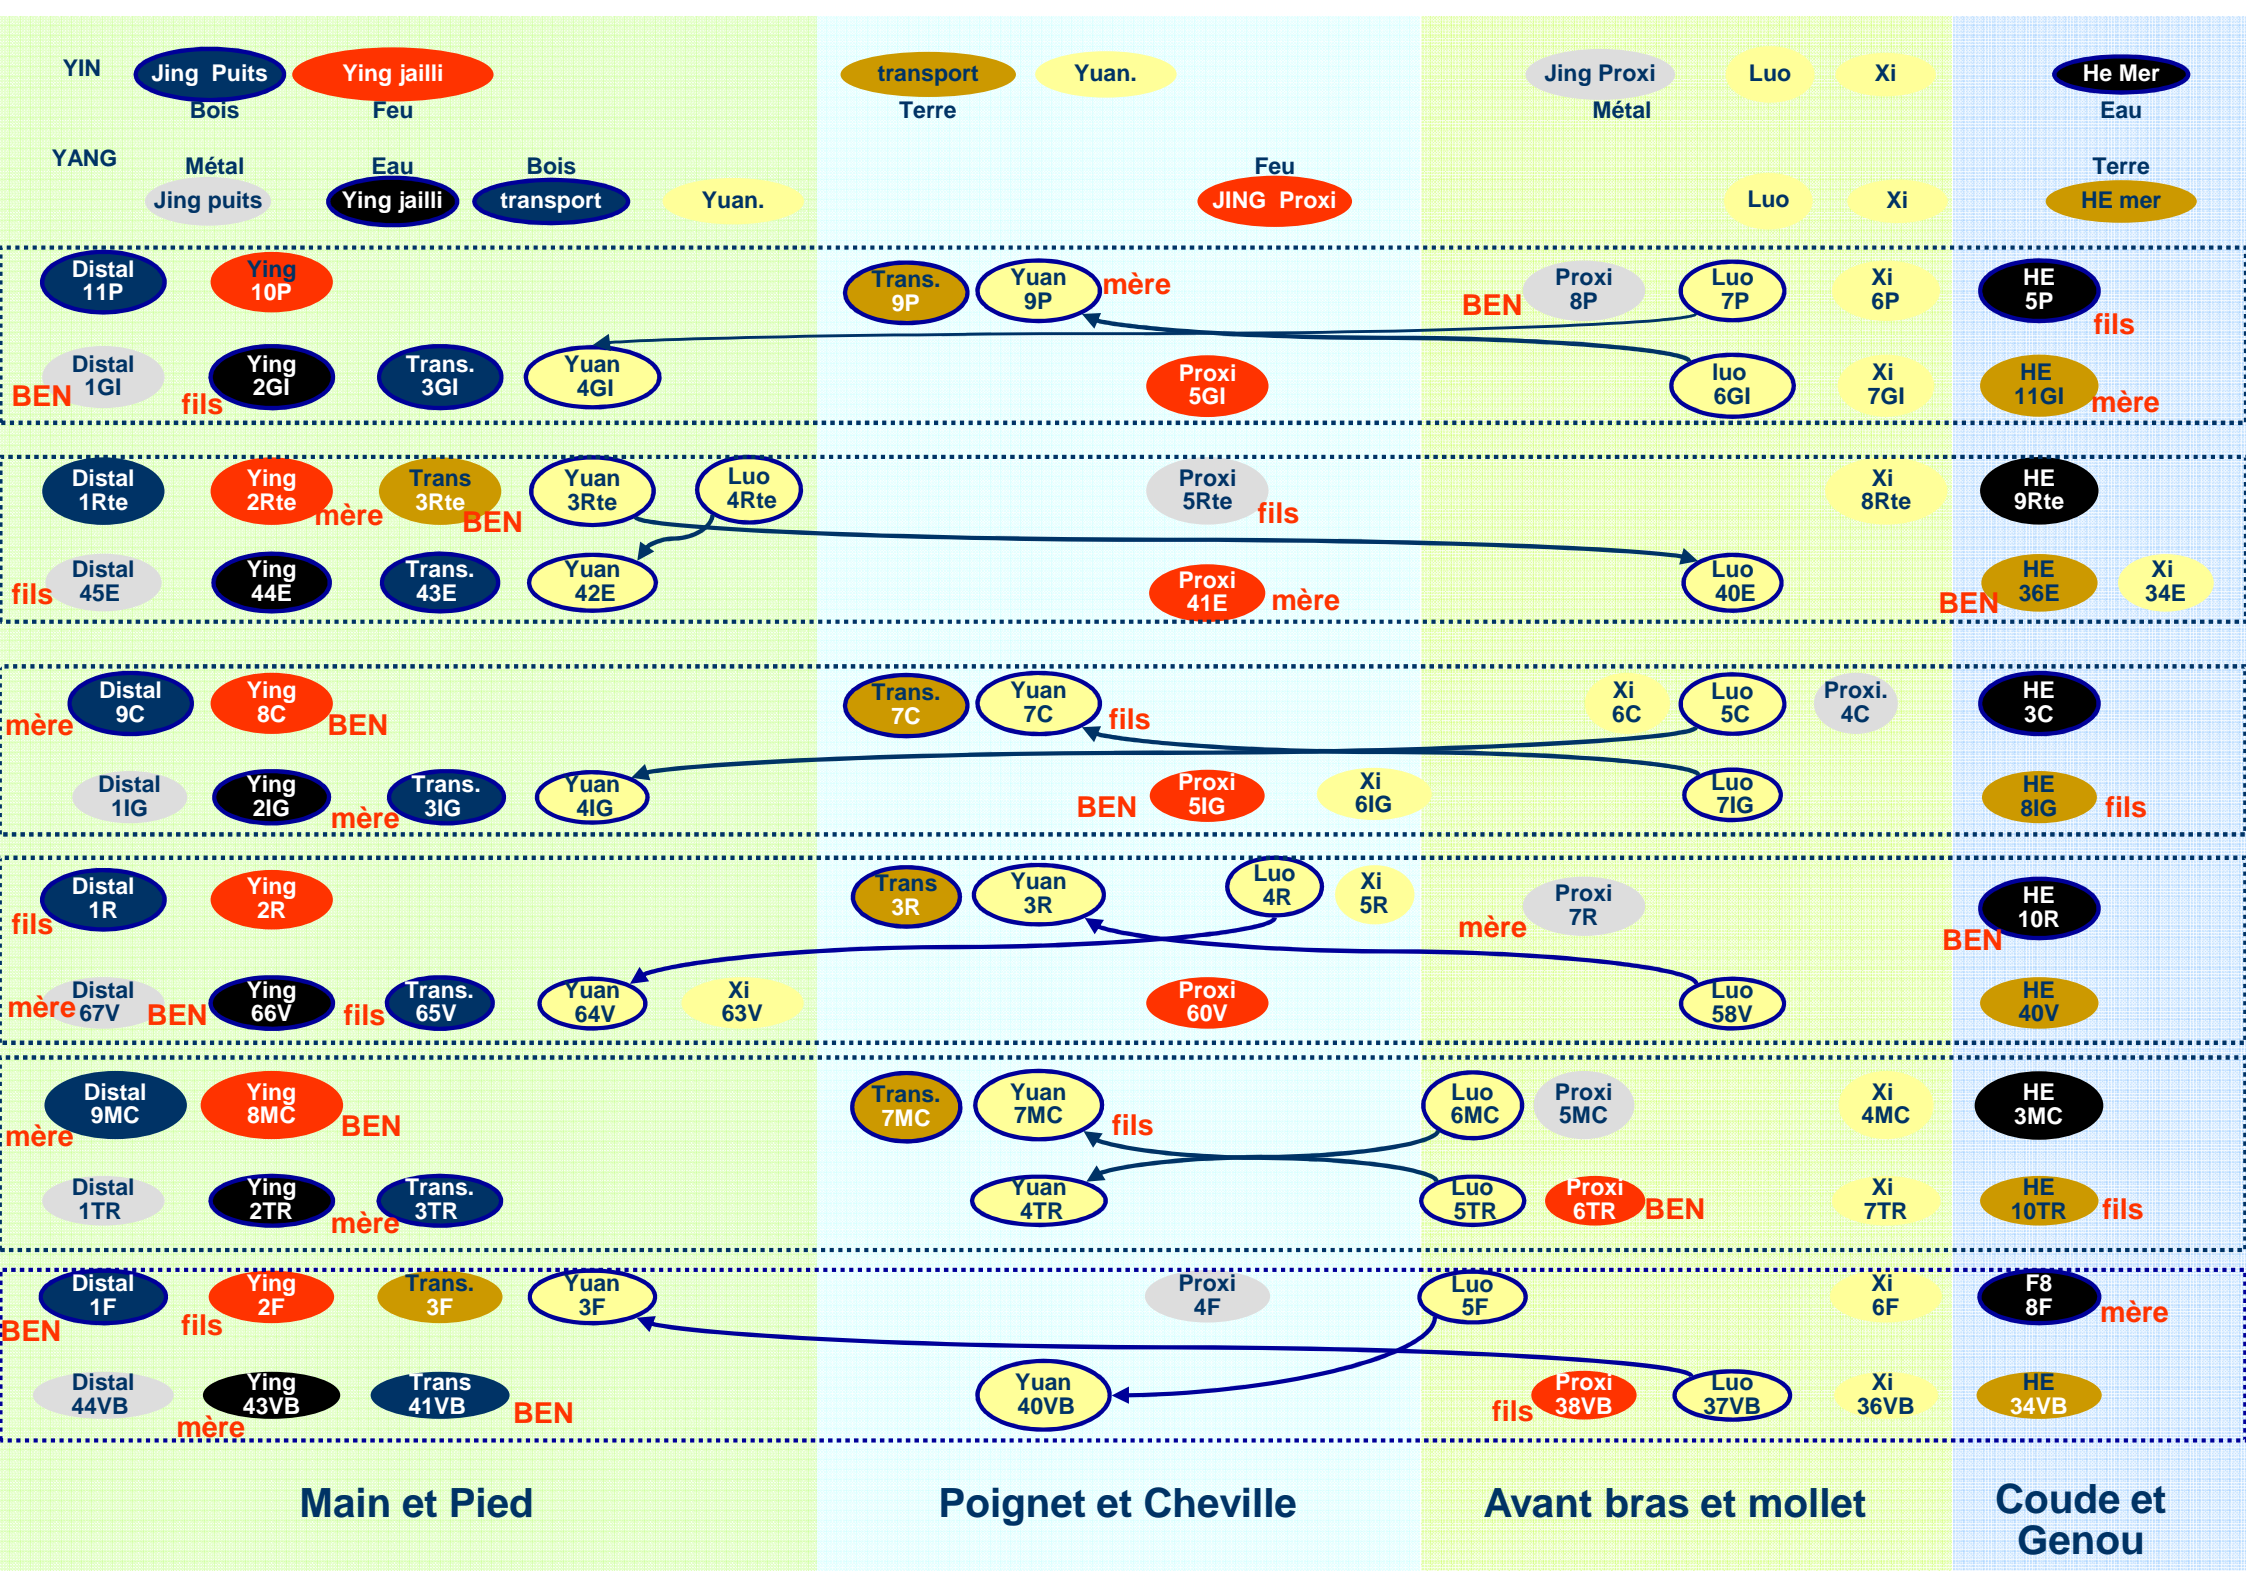 YIN
Jing Puits
Ying jailli
transport
Yuan.
Jing Proxi
Luo
Xi
He Mer
Bois
Feu
Terre
Métal
Eau
YANG
Métal
Eau
Bois
Feu
Terre
Jing puits
Ying jailli
transport
Yuan.
JING Proxi
Luo
Xi
HE mer
Distal
11P
Ying
10P
Trans.
9P
Yuan
9P
mère
BEN
Proxi
8P
Luo
7P
Xi
6P
HE
5P
fils
BEN
Distal
1GI
fils
Ying
2GI
Trans.
3GI
Yuan
4GI
Proxi
5GI
luo
6GI
Xi
7GI
HE
11GI
mère
Distal
1Rte
Ying
2Rte
mère
Trans
3Rte
BEN
Yuan
3Rte
Luo
4Rte
Proxi
5Rte
fils
Xi
8Rte
HE
9Rte
fils
Distal
45E
Ying
44E
Trans.
43E
Yuan
42E
Proxi
41E
mère
Luo
40E
BEN
HE
36E
Xi
34E
mère
Distal
9C
Ying
8C
BEN
Trans.
7C
Yuan
7C
fils
Xi
6C
Luo
5C
Proxi.
4C
HE
3C
Distal
1IG
Ying
2IG
mère
Trans.
3IG
Yuan
4IG
BEN
Proxi
5IG
Xi
6IG
Luo
7IG
HE
8IG
fils
fils
Distal
1R
Ying
2R
Trans
3R
Yuan
3R
Luo
4R
Xi
5R
mère
Proxi
7R
BEN
HE
10R
mère
Distal
67V
BEN
Ying
66V
fils
Trans.
65V
Yuan
64V
Xi
63V
Proxi
60V
Luo
58V
HE
40V
mère
Distal
9MC
Ying
8MC
BEN
Trans.
7MC
Yuan
7MC
fils
Luo
6MC
Proxi
5MC
Xi
4MC
HE
3MC
Distal
1TR
Ying
2TR
mère
Trans.
3TR
Yuan
4TR
Luo
5TR
Proxi
6TR
BEN
Xi
7TR
HE
10TR
fils
BEN
Distal
1F
fils
Ying
2F
Trans.
3F
Yuan
3F
Proxi
4F
Luo
5F
Xi
6F
F8
8F
mère
Distal
44VB
mère
Ying
43VB
Trans
41VB
BEN
Yuan
40VB
fils
Proxi
38VB
Luo
37VB
Xi
36VB
HE
34VB
Main et Pied
Poignet et Cheville
Avant bras et mollet
Coude et
Genou